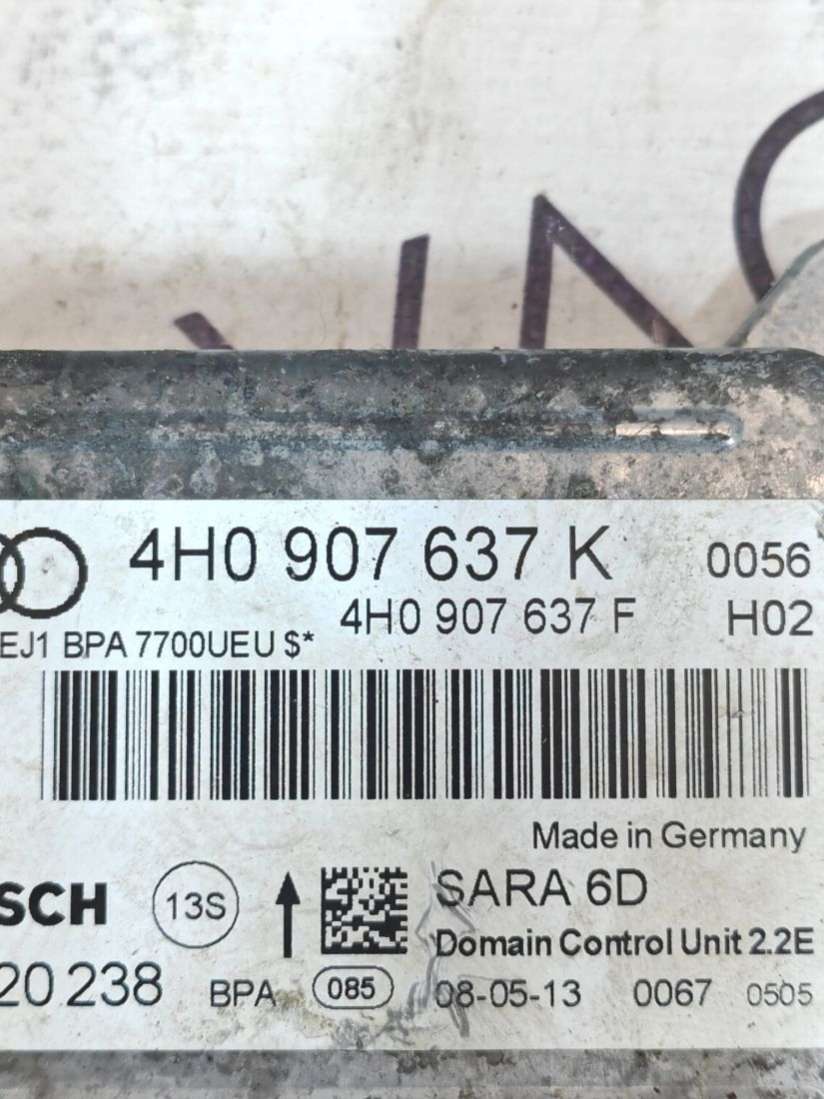 4H0 907 637 K 0056
4H0 907 637 F H02
EJ1 BPA 7700UEU $*
Made in Germany
SCH 13S SARA 6D
Domain Control Unit 2.2E
20 238 BPA 085 08-05-13 0067 0505